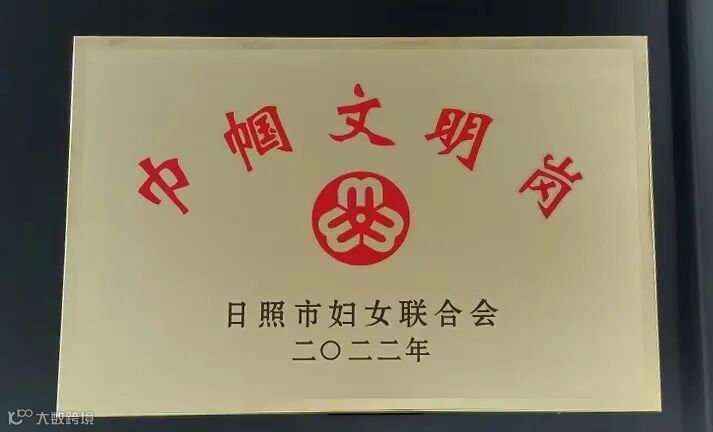 巾帼文明岗
日照市妇女联合会
二〇二二年
大数跨境